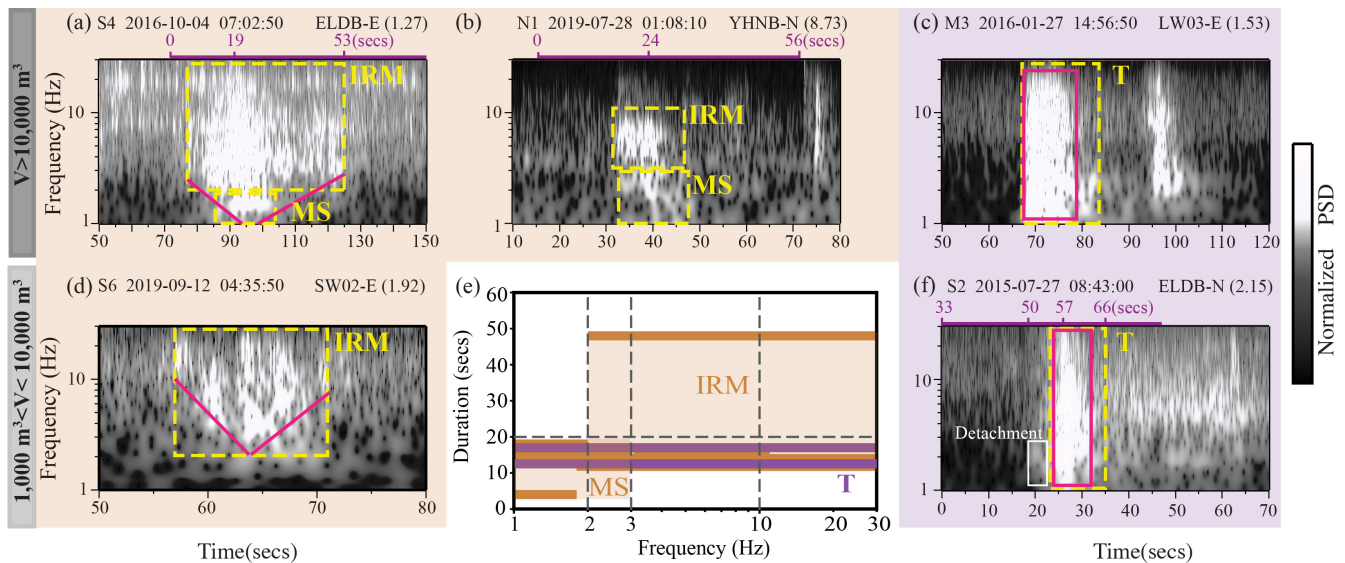 V>10,000 m³
1,000 m³<V< 10,000 m³
(a) S4 2016-10-04 07:02:50 ELDB-E (1.27)
0 19 53(secs)
IRM
MS
Frequency (Hz)
10
1
50 70 90 110 130 150
(b) N1 2019-07-28 01:08:10 YHNB-N (8.73)
0 24 56(secs)
IRM
MS
10
1
10 20 30 40 50 60 70 80
(c) M3 2016-01-27 14:56:50 LW03-E (1.53)
T
10
1
50 60 70 80 90 100 110 120
(d) S6 2019-09-12 04:35:50 SW02-E (1.92)
IRM
Frequency (Hz)
10
1
50 60 70 80
Time(secs)
(e)
Duration (secs)
60
50
40
30
20
10
0
IRM
MS
T
1 2 3 10 30
Frequency (Hz)
(f) S2 2015-07-27 08:43:00 ELDB-N (2.15)
33 50 57 66(secs)
T
Detachment
10
1
0 10 20 30 40 50 60 70
Time(secs)
Normalized PSD